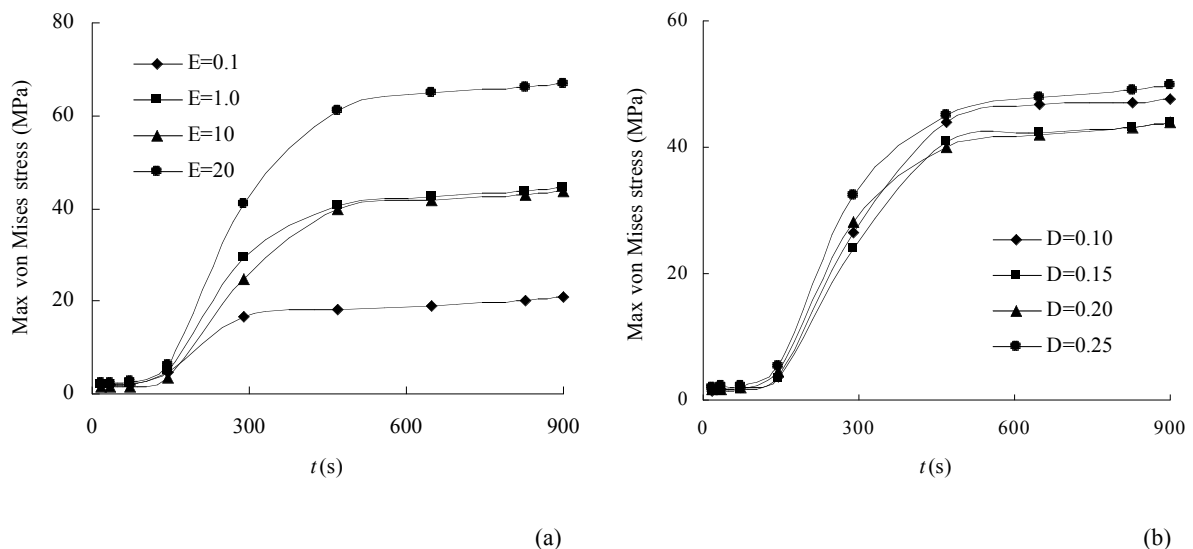 80
60
40
20
0
Max von Mises stress (MPa)
E=0.1
E=1.0
E=10
E=20
0 300 600 900
t (s)
(a)
60
40
20
0
Max von Mises stress (MPa)
D=0.10
D=0.15
D=0.20
D=0.25
0 300 600 900
t (s)
(b)